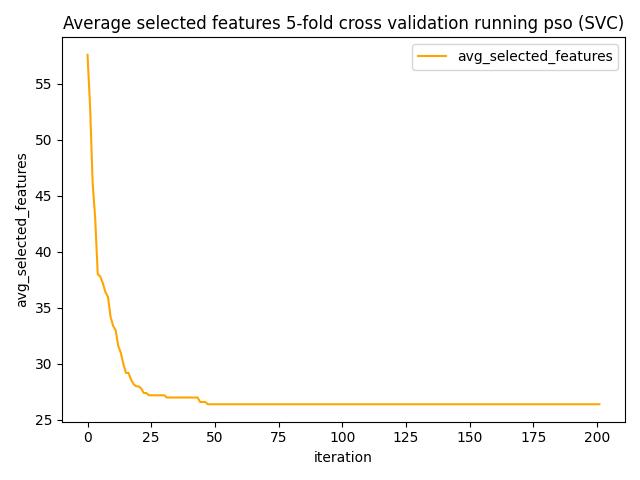 Average selected features 5-fold cross validation running pso (SVC)
avg_selected_features
avg_selected_features
55
50
45
40
35
30
25
0 25 50 75 100 125 150 175 200
iteration